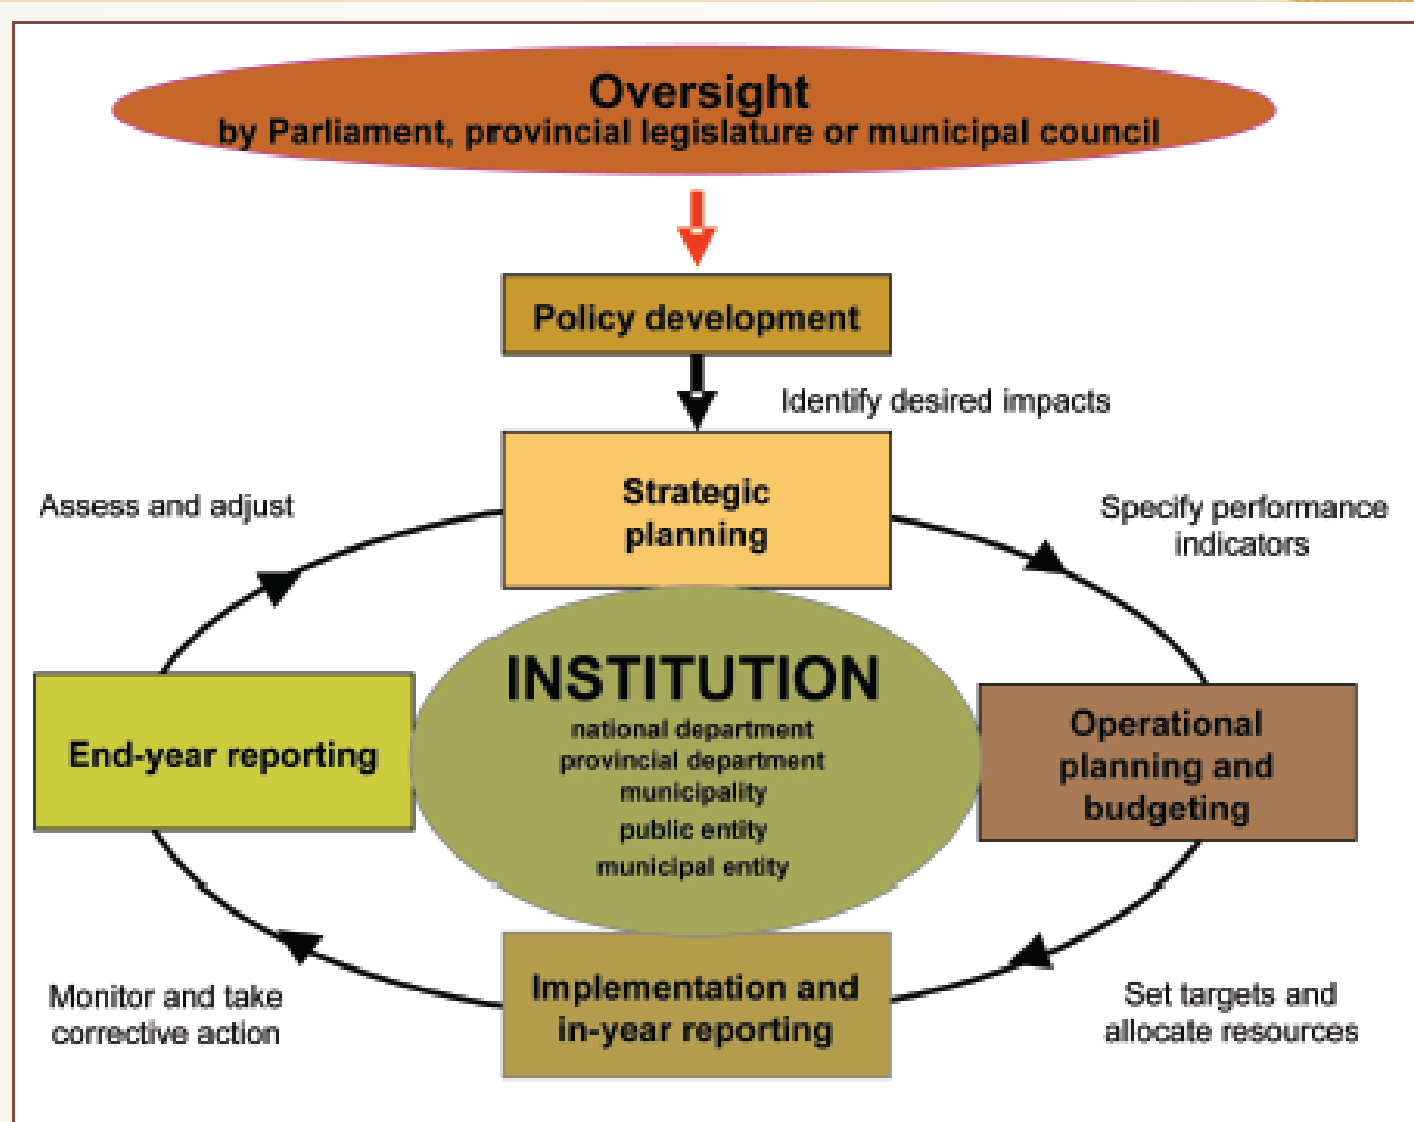 Oversight
by Parliament, provincial legislature or municipal council
Policy development
Identify desired impacts
Strategic
planning
Assess and adjust
Specify performance
indicators
INSTITUTION
national department
provincial department
municipality
public entity
municipal entity
End-year reporting
Operational
planning and
budgeting
Implementation and
in-year reporting
Monitor and take
corrective action
Set targets and
allocate resources